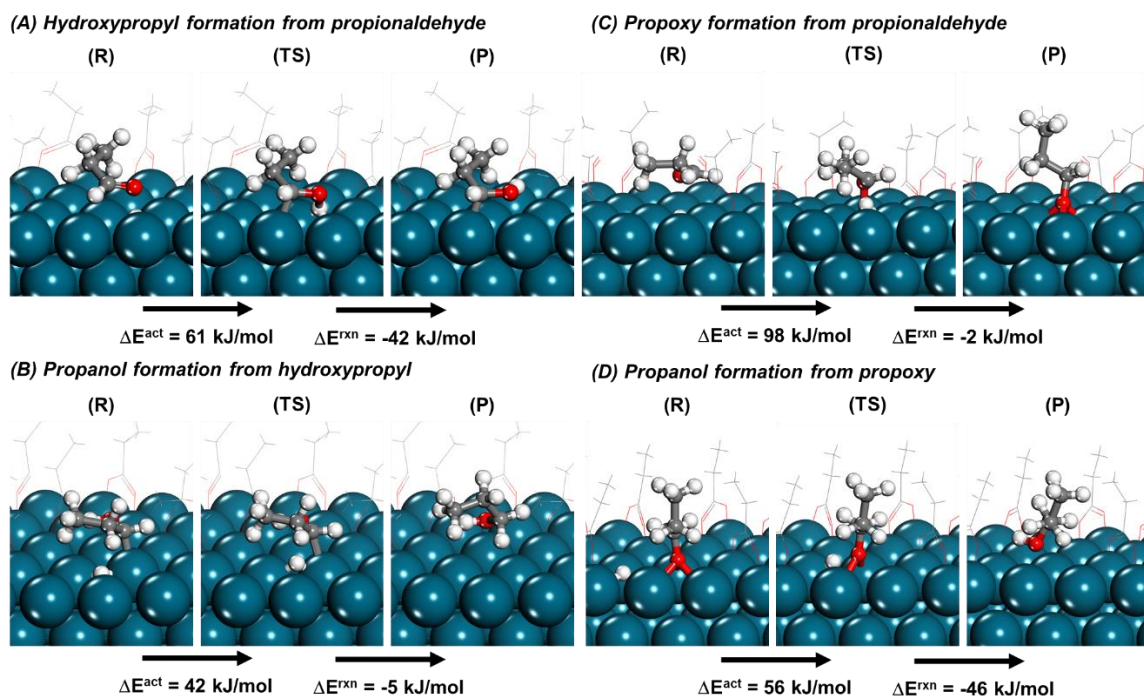 (A) Hydroxypropyl formation from propionaldehyde
(R) (TS) (P)
ΔE^act = 61 kJ/mol ΔE^rxn = -42 kJ/mol
(B) Propanol formation from hydroxypropyl
(R) (TS) (P)
ΔE^act = 42 kJ/mol ΔE^rxn = -5 kJ/mol
(C) Propoxy formation from propionaldehyde
(R) (TS) (P)
ΔE^act = 98 kJ/mol ΔE^rxn = -2 kJ/mol
(D) Propanol formation from propoxy
(R) (TS) (P)
ΔE^act = 56 kJ/mol ΔE^rxn = -46 kJ/mol